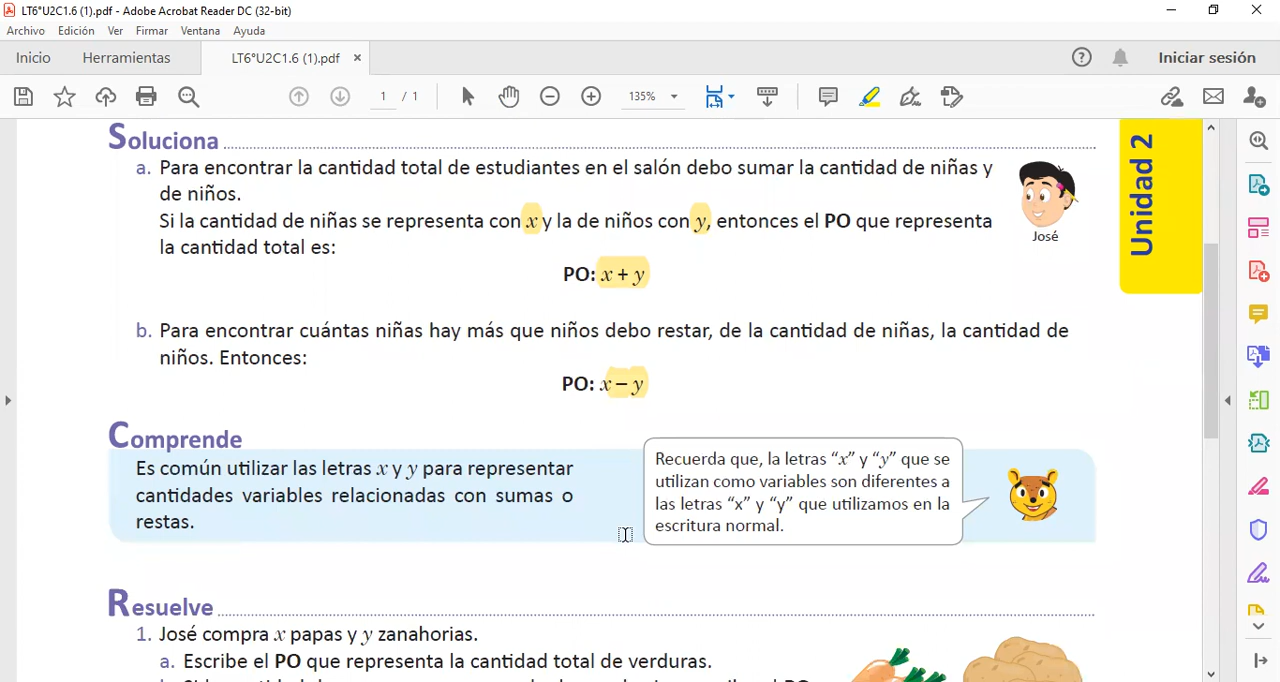 LT6°U2C1.6 (1).pdf - Adobe Acrobat Reader DC (32-bit)
Archivo Edición Ver Firmar Ventana Ayuda
Inicio Herramientas LT6°U2C1.6 (1).pdf × Iniciar sesión
1 / 1 135%
Soluciona
a. Para encontrar la cantidad total de estudiantes en el salón debo sumar la cantidad de niñas y
de niños.
Si la cantidad de niñas se representa con x y la de niños con y, entonces el PO que representa
la cantidad total es:
PO: x + y
José
Unidad 2
b. Para encontrar cuántas niñas hay más que niños debo restar, de la cantidad de niñas, la cantidad de
niños. Entonces:
PO: x − y
Comprende
Es común utilizar las letras x y y para representar
cantidades variables relacionadas con sumas o
restas.
Recuerda que, la letras “x” y “y” que se
utilizan como variables son diferentes a
las letras “x” y “y” que utilizamos en la
escritura normal.
Resuelve
1. José compra x papas y y zanahorias.
a. Escribe el PO que representa la cantidad total de verduras.